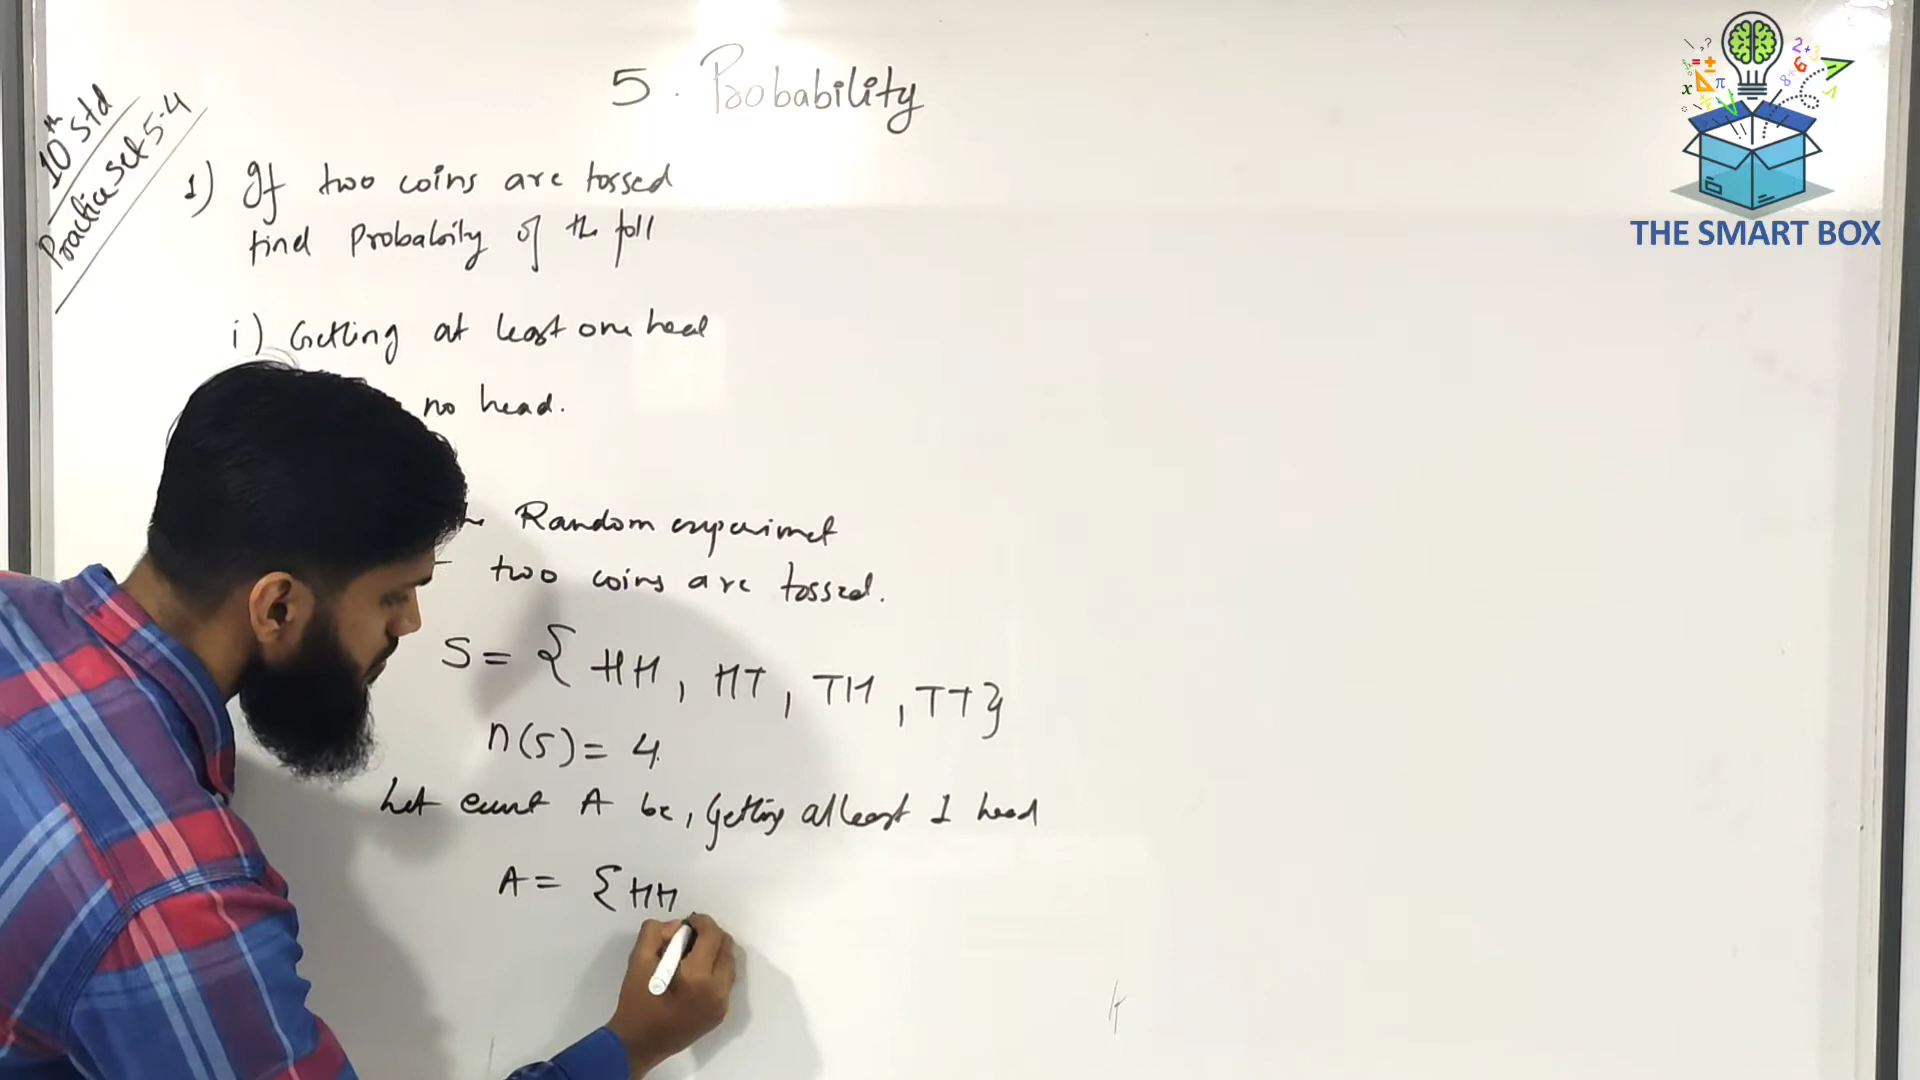 5. Probability
10th std
Practice Set 5.4
1) If two coins are tossed
find Probability of the foll
i) Getting at least one head
no head.
Random experiment
two coins are tossed.
S = { HH, HT, TH, TT}
n(S) = 4.
Let event A be, Getting atleast 1 head
A = { HH
THE SMART BOX